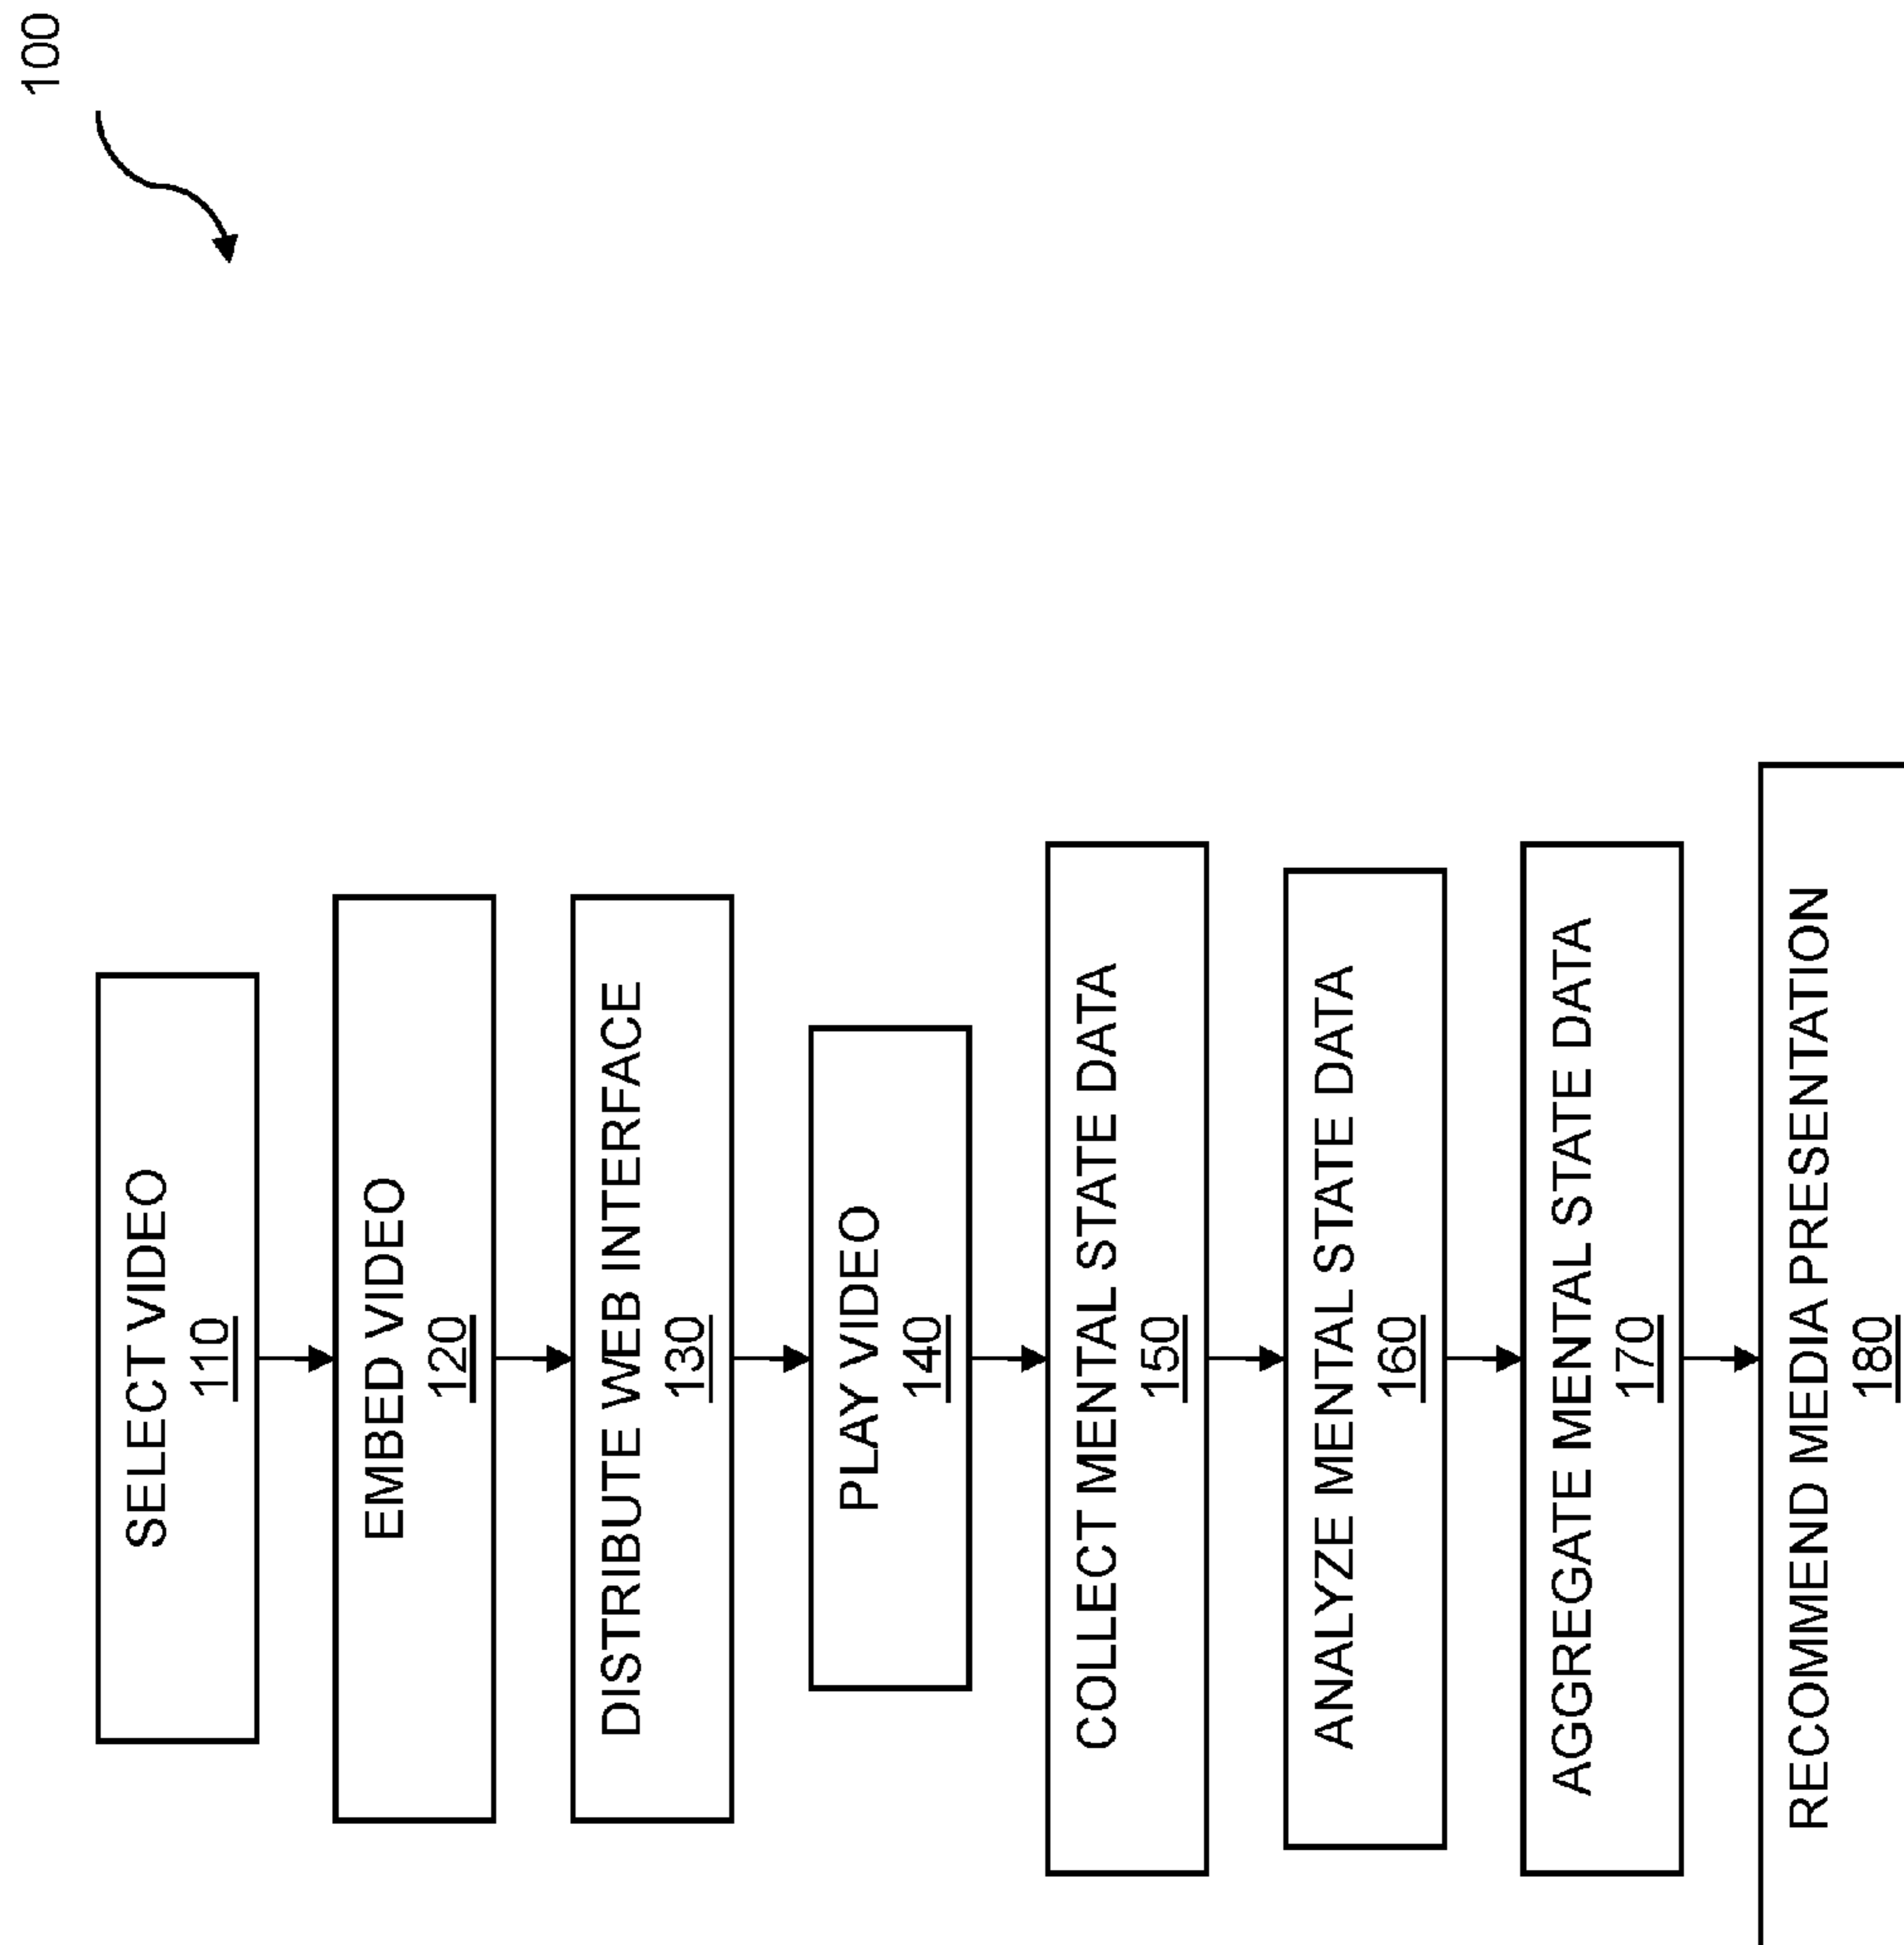 100
SELECT VIDEO
110
EMBED VIDEO
120
DISTRIBUTE WEB INTERFACE
130
PLAY VIDEO
140
COLLECT MENTAL STATE DATA
150
ANALYZE MENTAL STATE DATA
160
AGGREGATE MENTAL STATE DATA
170
RECOMMEND MEDIA PRESENTATION
180